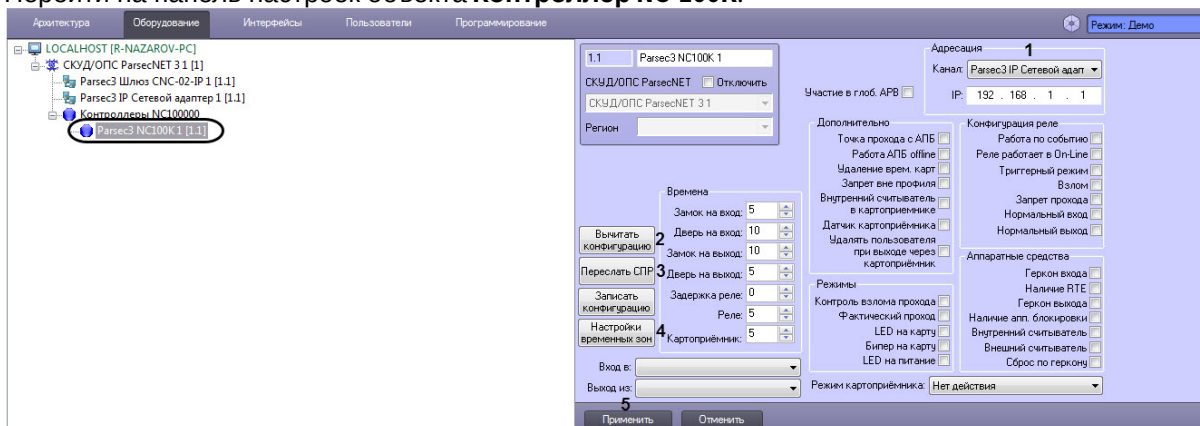 Перейти на панель настроек объекта Контроллер NC-100К.
Архитектура Оборудование Интерфейсы Пользователи Программирование
Режим: Демо
LOCALHOST [R-NAZAROV-PC]
СКУД/ОПС ParsecNET 3 1 [1]
Parsec3 Шлюз CNC-02-IP 1 [1.1]
Parsec3 IP Сетевой адаптер 1 [1.1]
Контроллеры NC100000
Parsec3 NC100K 1 [1.1]
1.1 Parsec3 NC100K 1
СКУД/ОПС ParsecNET Отключить
СКУД/ОПС ParsecNET 3 1
Регион
Участие в глоб. АРВ
Адресация 1
Канал: Parsec3 IP Сетевой адап
IP: 192 . 168 . 1 . 1
Времена
Замок на вход: 5
Дверь на вход: 10
Замок на выход: 10
Дверь на выход: 5
Задержка реле: 0
Реле: 5
Картоприёмник: 5
Вычитать конфигурацию 2
Переслать СПР 3
Записать конфигурацию
Настройки временных зон 4
Вход в:
Выход из:
Дополнительно
Точка прохода с АПБ
Работа АПБ offline
Удаление врем. карт
Запрет вне профиля
Внутренний считыватель
в картоприемнике
Датчик картоприёмника
Удалять пользователя
при выходе через
картоприёмник
Режимы
Контроль взлома прохода
Фактический проход
LED на карту
Бипер на карту
LED на питание
Конфигурация реле
Работа по событию
Реле работает в On-Line
Триггерный режим
Взлом
Запрет прохода
Нормальный вход
Нормальный выход
Аппаратные средства
Геркон входа
Наличие RTE
Геркон выхода
Наличие апп. блокировки
Внутренний считыватель
Внешний считыватель
Сброс по геркону
Режим картоприёмника: Нет действия
5
Применить Отменить